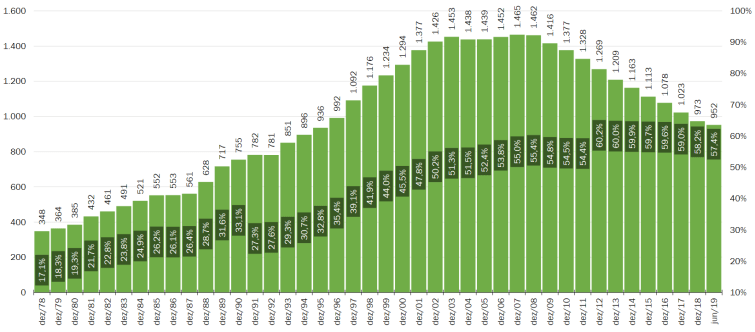 1.600
1.400
1.200
1.000
800
600
400
200
0
348
364
385
432
461
491
521
552
553
561
628
717
755
782
781
851
896
936
992
1.092
1.176
1.234
1.294
1.377
1.426
1.453
1.438
1.439
1.452
1.465
1.462
1.416
1.377
1.328
1.269
1.209
1.163
1.113
1.078
1.023
973
952
17,1%
18,3%
19,3%
21,7%
22,8%
23,8%
24,9%
26,2%
26,1%
26,4%
28,7%
31,6%
33,1%
27,3%
27,6%
29,3%
30,7%
32,8%
35,4%
39,1%
41,9%
44,0%
45,5%
47,8%
50,2%
51,3%
51,5%
52,4%
53,8%
55,0%
55,4%
54,8%
54,5%
54,4%
60,2%
60,0%
59,9%
59,7%
59,6%
59,0%
58,2%
57,4%
100%
90%
80%
70%
60%
50%
40%
30%
20%
10%
dez/78
dez/79
dez/80
dez/81
dez/82
dez/83
dez/84
dez/85
dez/86
dez/87
dez/88
dez/89
dez/90
dez/91
dez/92
dez/93
dez/94
dez/95
dez/96
dez/97
dez/98
dez/99
dez/00
dez/01
dez/02
dez/03
dez/04
dez/05
dez/06
dez/07
dez/08
dez/09
dez/10
dez/11
dez/12
dez/13
dez/14
dez/15
dez/16
dez/17
dez/18
jun/19